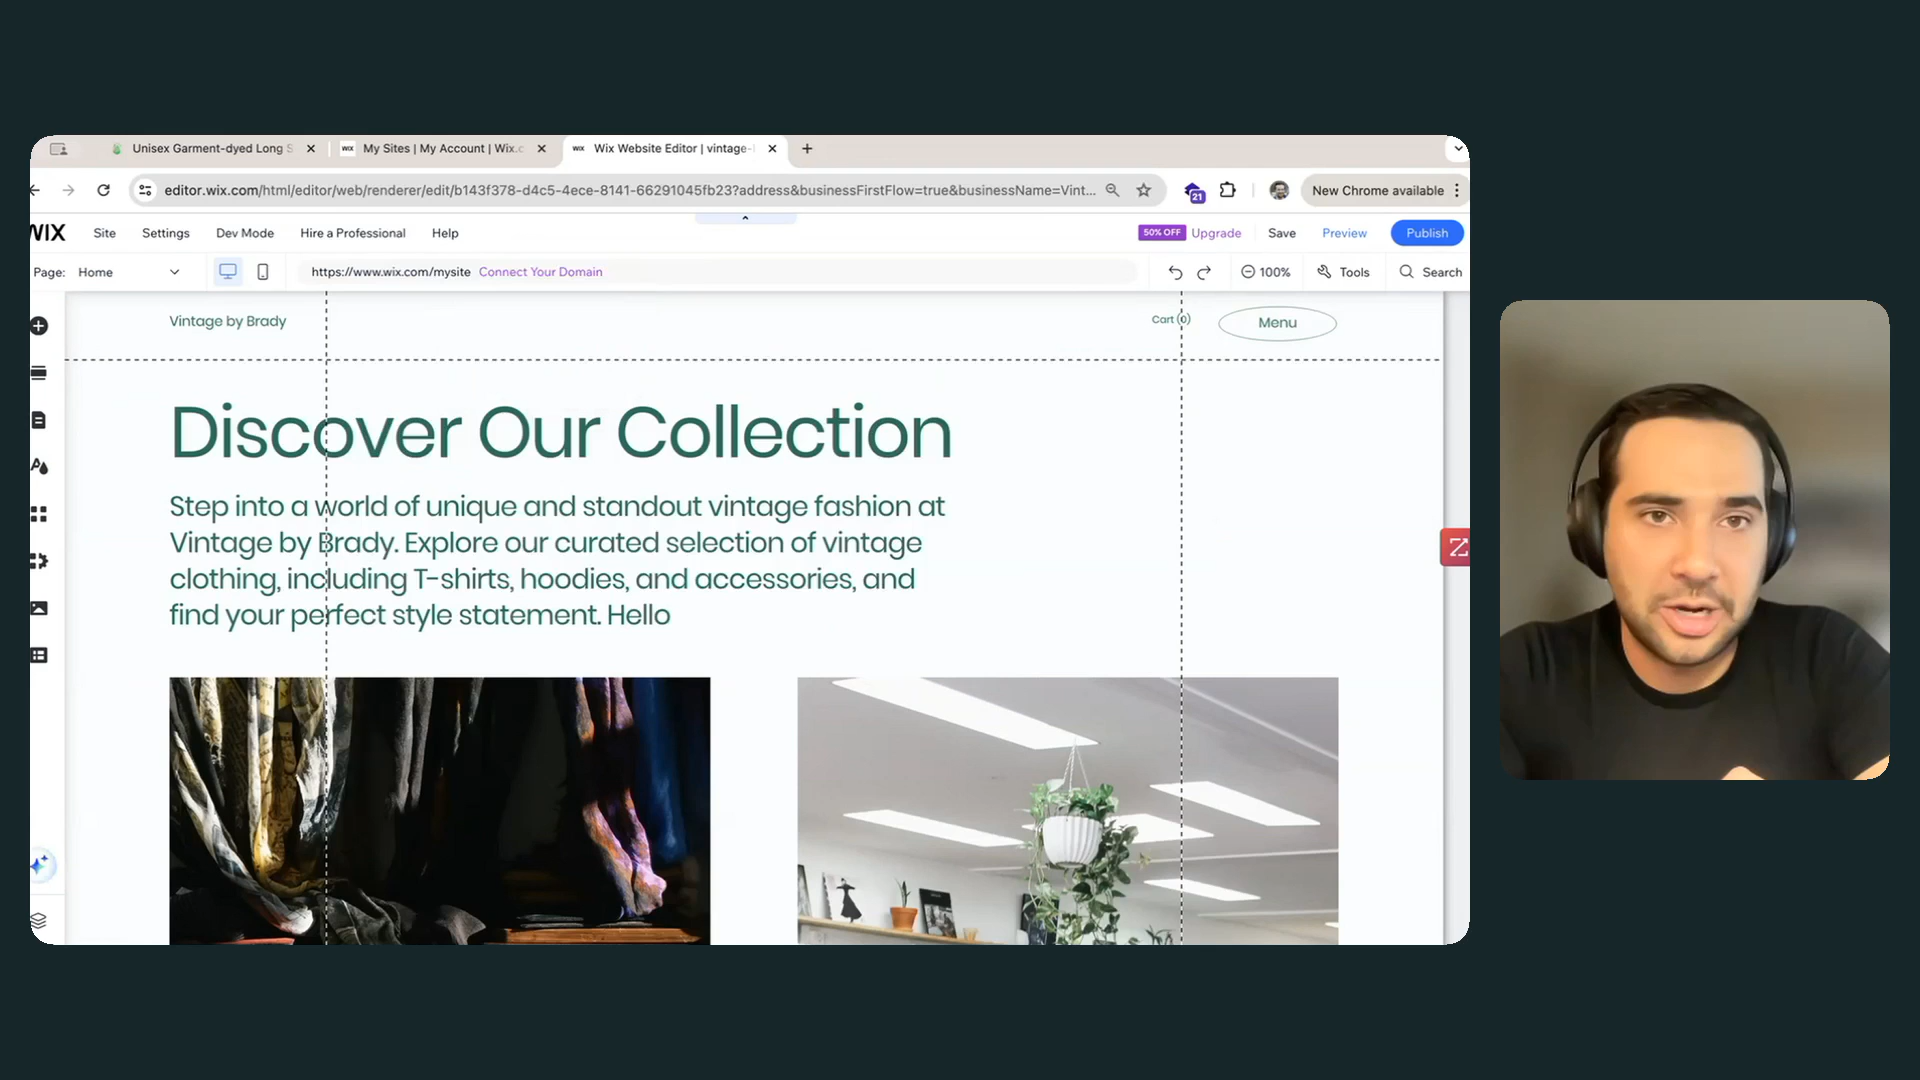 Unisex Garment-dyed Long S
WIX My Sites | My Account | Wix.c
WIX Wix Website Editor | vintage-
editor.wix.com/html/editor/web/renderer/edit/b143f378-d4c5-4ece-8141-66291045fb23?address&businessFirstFlow=true&businessName=Vint...
21
New Chrome available
WIX Site Settings Dev Mode Hire a Professional Help
50% OFF Upgrade Save Preview Publish
Page: Home
https://www.wix.com/mysite Connect Your Domain
100% Tools Search
Vintage by Brady
Cart (0)
Menu
Discover Our Collection
Step into a world of unique and standout vintage fashion at
Vintage by Brady. Explore our curated selection of vintage
clothing, including T-shirts, hoodies, and accessories, and
find your perfect style statement. Hello